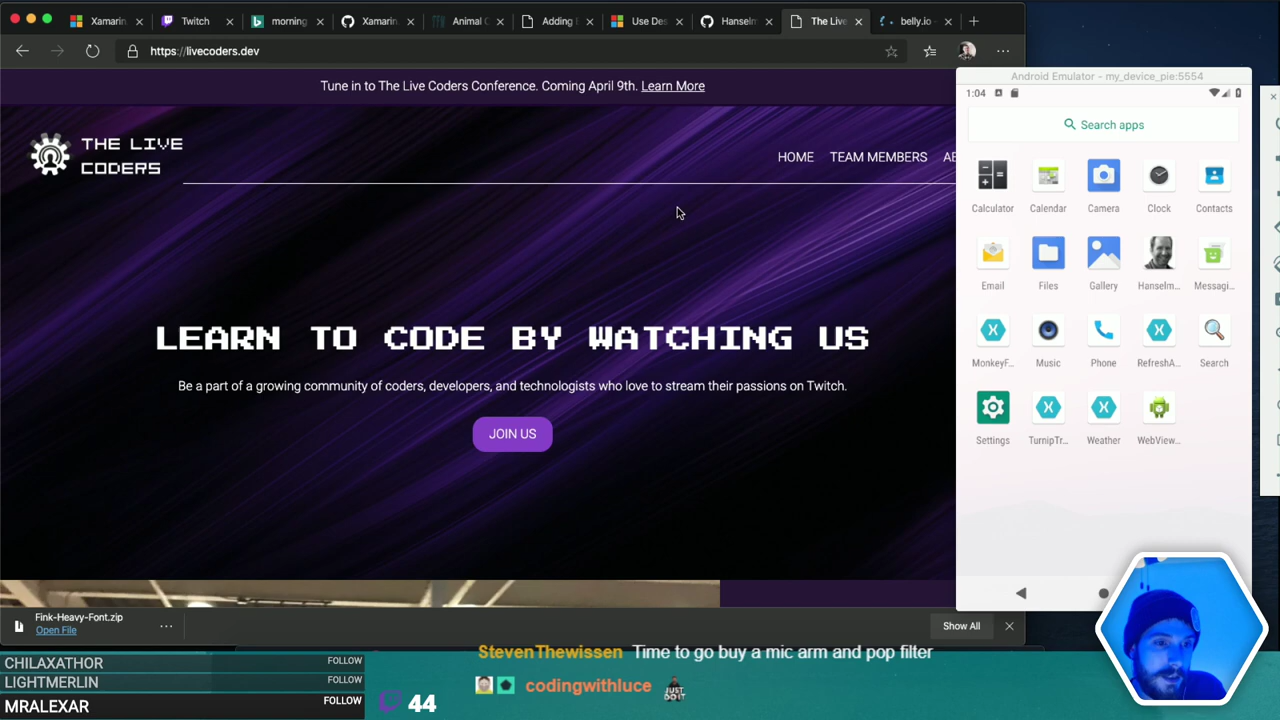 Xamarin.
Twitch
morning
Xamarin.
Animal C
Adding
Use Des
Hanselm
The Live
belly.io -
https://livecoders.dev
Tune in to The Live Coders Conference. Coming April 9th. Learn More
THE LIVE
CODERS
HOME TEAM MEMBERS AB
LEARN TO CODE BY WATCHING US
Be a part of a growing community of coders, developers, and technologists who love to stream their passions on Twitch.
JOIN US
Android Emulator - my_device_pie:5554
1:04
Search apps
Calculator Calendar Camera Clock Contacts
Email Files Gallery Hanselm... Messagi...
MonkeyF... Music Phone RefreshA... Search
Settings TurnipTr... Weather WebView...
Fink-Heavy-Font.zip
Open File
Show All
CHILAXATHOR FOLLOW
LIGHTMERLIN FOLLOW
MRALEXAR FOLLOW
44
StevenThewissen Time to go buy a mic arm and pop filter
codingwithluce JUST DO IT